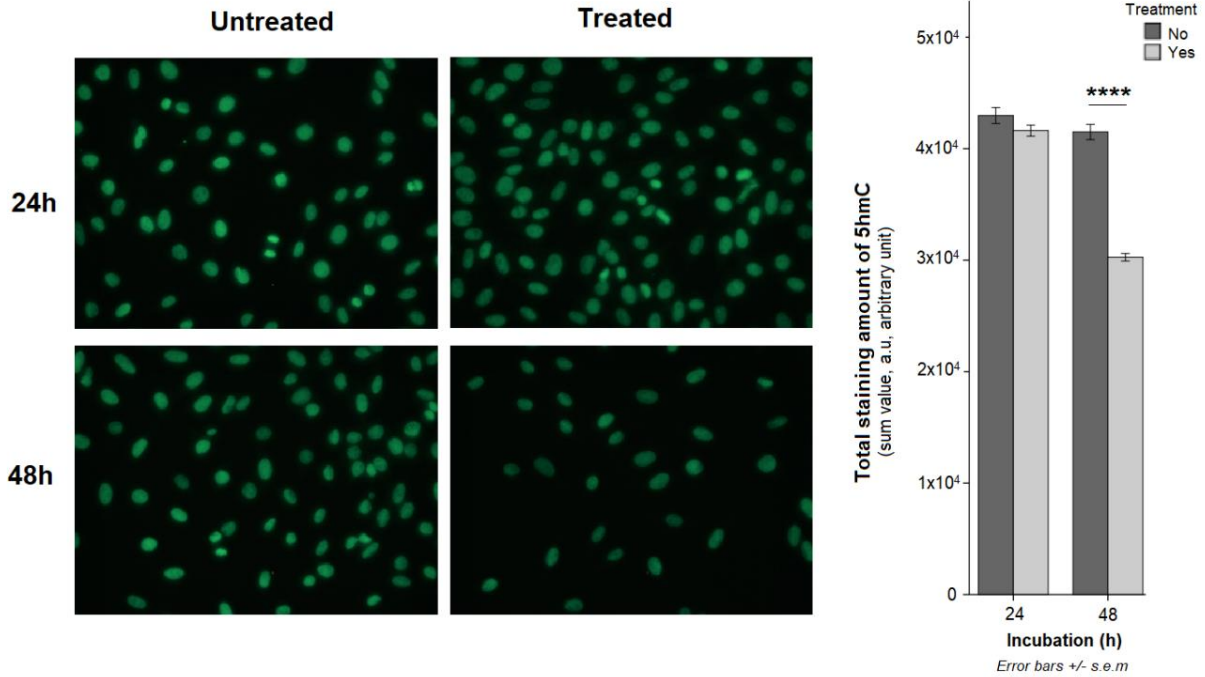 Untreated
Treated
24h
48h
Total staining amount of 5hmC
(sum value, a.u, arbitrary unit)
5x10⁴
4x10⁴
3x10⁴
2x10⁴
1x10⁴
0
Treatment
No
Yes
****
24 48
Incubation (h)
Error bars +/- s.e.m